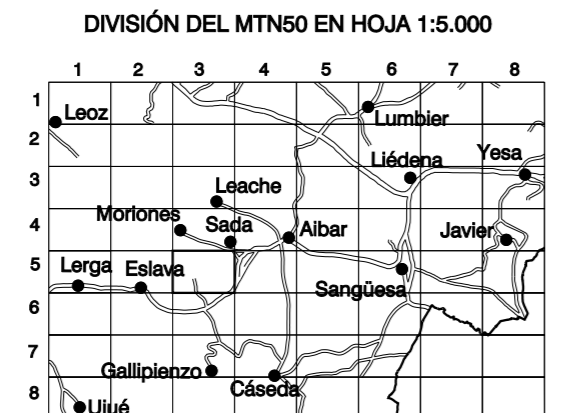 DIVISIÓN DEL MTN50 EN HOJA 1:5.000
1 2 3 4 5 6 7 8
1
Leoz
Lumbier
2
Liédena
Yesa
3
Leache
Moriones
Sada
4
Aibar
Javier
5
Lerga
Eslava
Sangüesa
6
7
Gallipienzo
Cáseda
8
Ujué